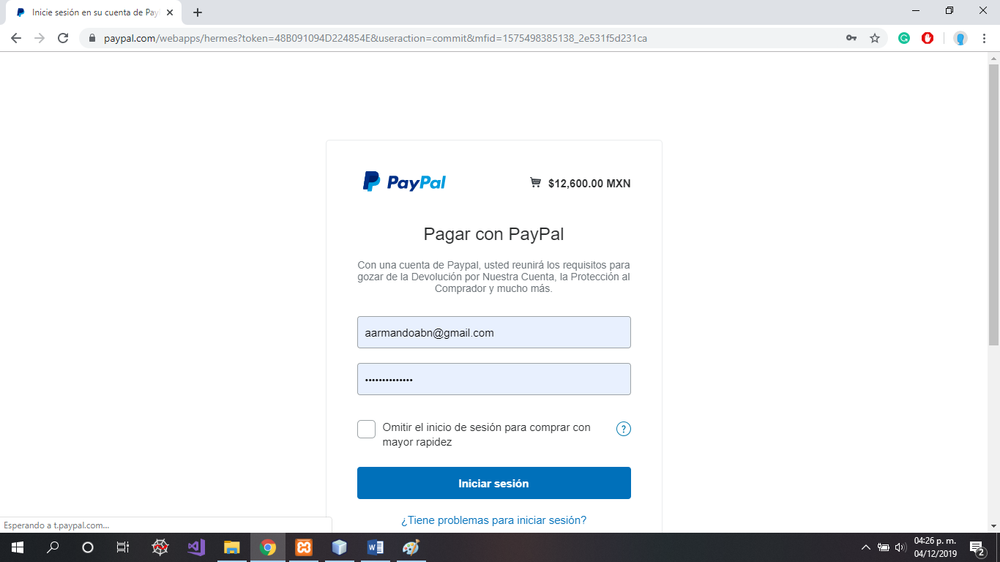 Inicie sesión en su cuenta de Pay
paypal.com/webapps/hermes?token=48B091094D224854E&useraction=commit&mfid=1575498385138_2e531f5d231ca
PayPal
$12,600.00 MXN
Pagar con PayPal
Con una cuenta de Paypal, usted reunirá los requisitos para
gozar de la Devolución por Nuestra Cuenta, la Protección al
Comprador y mucho más.
aarmandoabn@gmail.com
••••••••••••••
Omitir el inicio de sesión para comprar con
mayor rapidez
?
Iniciar sesión
¿Tiene problemas para iniciar sesión?
Esperando a t.paypal.com...
04:26 p. m.
04/12/2019
2